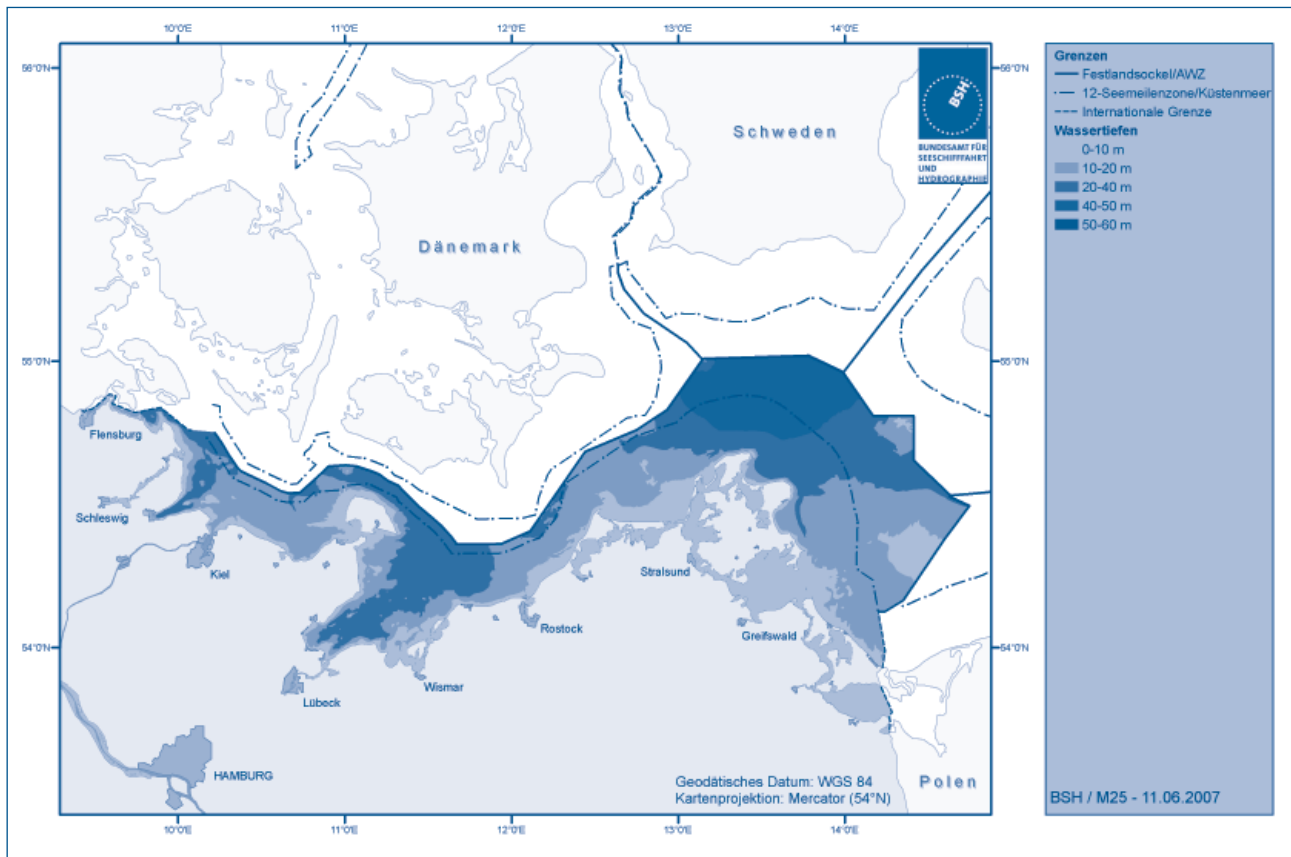 10°0'E 11°0'E 12°0'E 13°0'E 14°0'E
56°0'N 56°0'N
BSH
BUNDESAMT FÜR
SEESCHIFFFAHRT
UND
HYDROGRAPHIE
Schweden
Dänemark
55°0'N 55°0'N
Flensburg
Schleswig
Kiel
Stralsund
Rostock
Greifswald
54°0'N 54°0'N
Wismar
Lübeck
HAMBURG
Geodätisches Datum: WGS 84
Kartenprojektion: Mercator (54°N)
Polen
10°0'E 11°0'E 12°0'E 13°0'E 14°0'E
Grenzen
Festlandsockel/AWZ
12-Seemeilenzone/Küstenmeer
Internationale Grenze
Wassertiefen
0-10 m
10-20 m
20-40 m
40-50 m
50-60 m
BSH / M25 - 11.06.2007